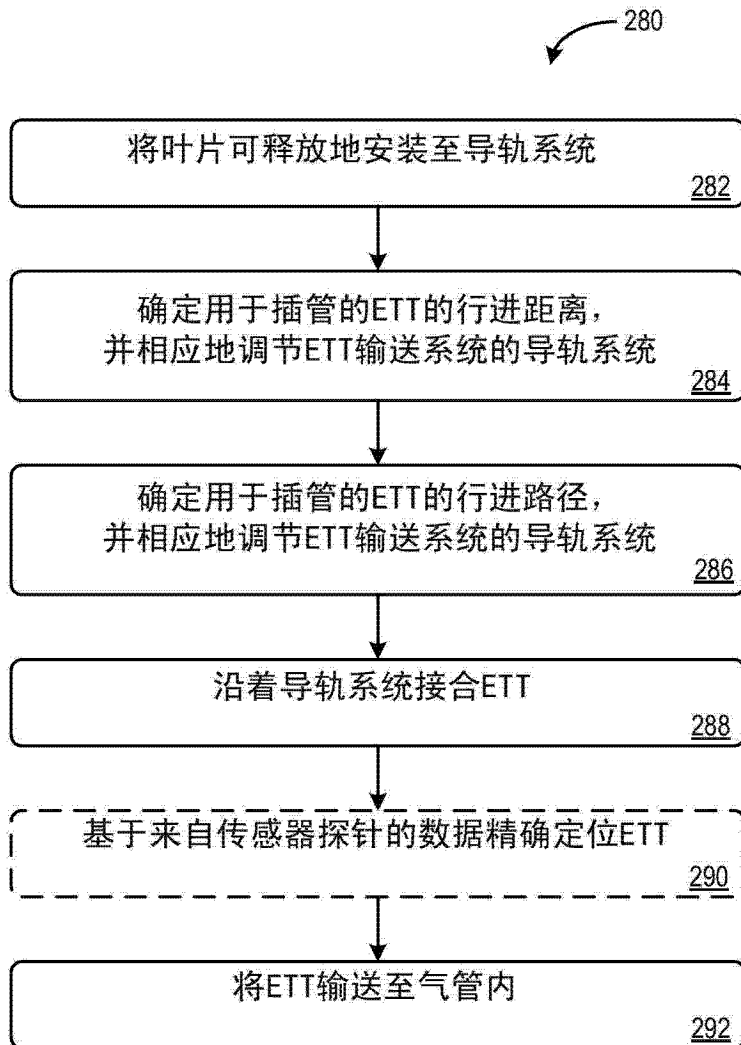 280
将叶片可释放地安装至导轨系统
282
确定用于插管的ETT的行进距离，
并相应地调节ETT输送系统的导轨系统
284
确定用于插管的ETT的行进路径，
并相应地调节ETT输送系统的导轨系统
286
沿着导轨系统接合ETT
288
基于来自传感器探针的数据精确定位ETT
290
将ETT输送至气管内
292